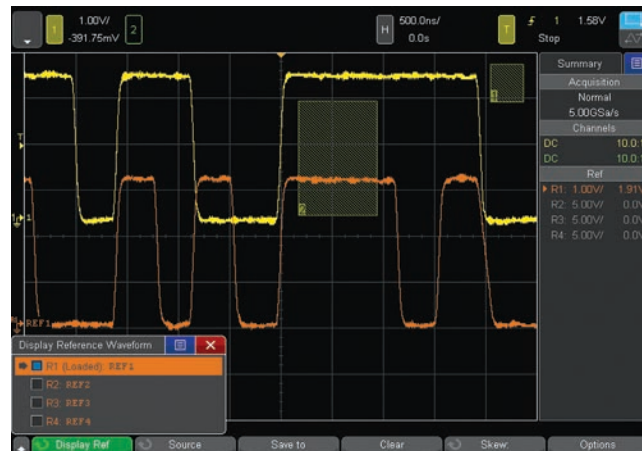 1 1.00V/ 2 H 500.0ns/ T 1 1.58V
-391.75mV 0.0s Stop
Summary
Acquisition
Normal
5.00GSa/s
Channels
DC 10.0:1
DC 10.0:1
Ref
R1: 1.00V/ 1.91V
R2: 5.00V/ 0.0V
R3: 5.00V/ 0.0V
R4: 5.00V/ 0.0V
T
1
REF1
Display Reference Waveform
R1 (Loaded): REF1
R2: REF2
R3: REF3
R4: REF4
Display Ref Source Save to Clear Skew: Options